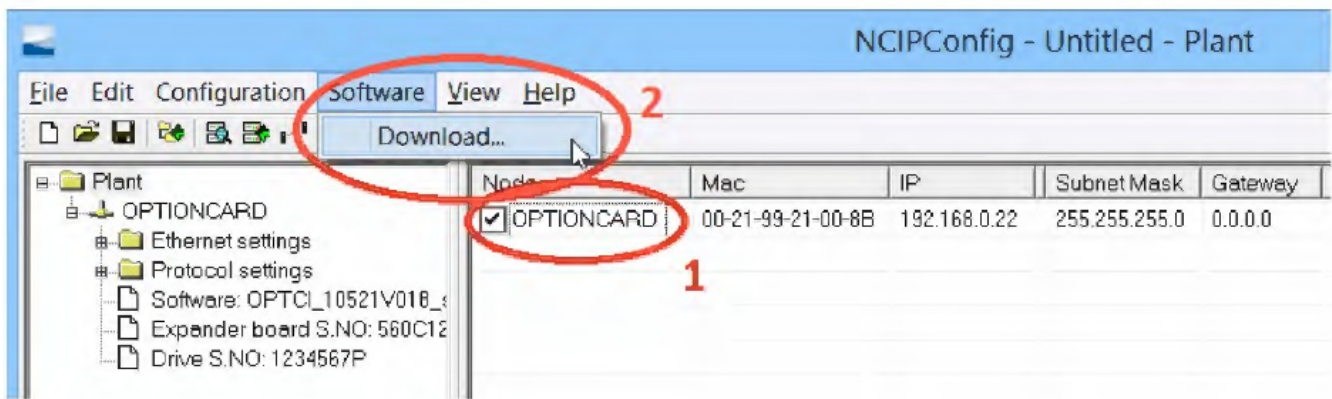 NCIPConfig - Untitled - Plant
File Edit Configuration Software View Help
2
Download...
Plant
OPTIONCARD
Ethernet settings
Protocol settings
Software: OPTCI_10521V018_
Expander board S.NO: 560C12
Drive S.NO: 1234567P
Node Mac IP Subnet Mask Gateway
OPTIONCARD 00-21-99-21-00-8B 192.168.0.22 255.255.255.0 0.0.0.0
1